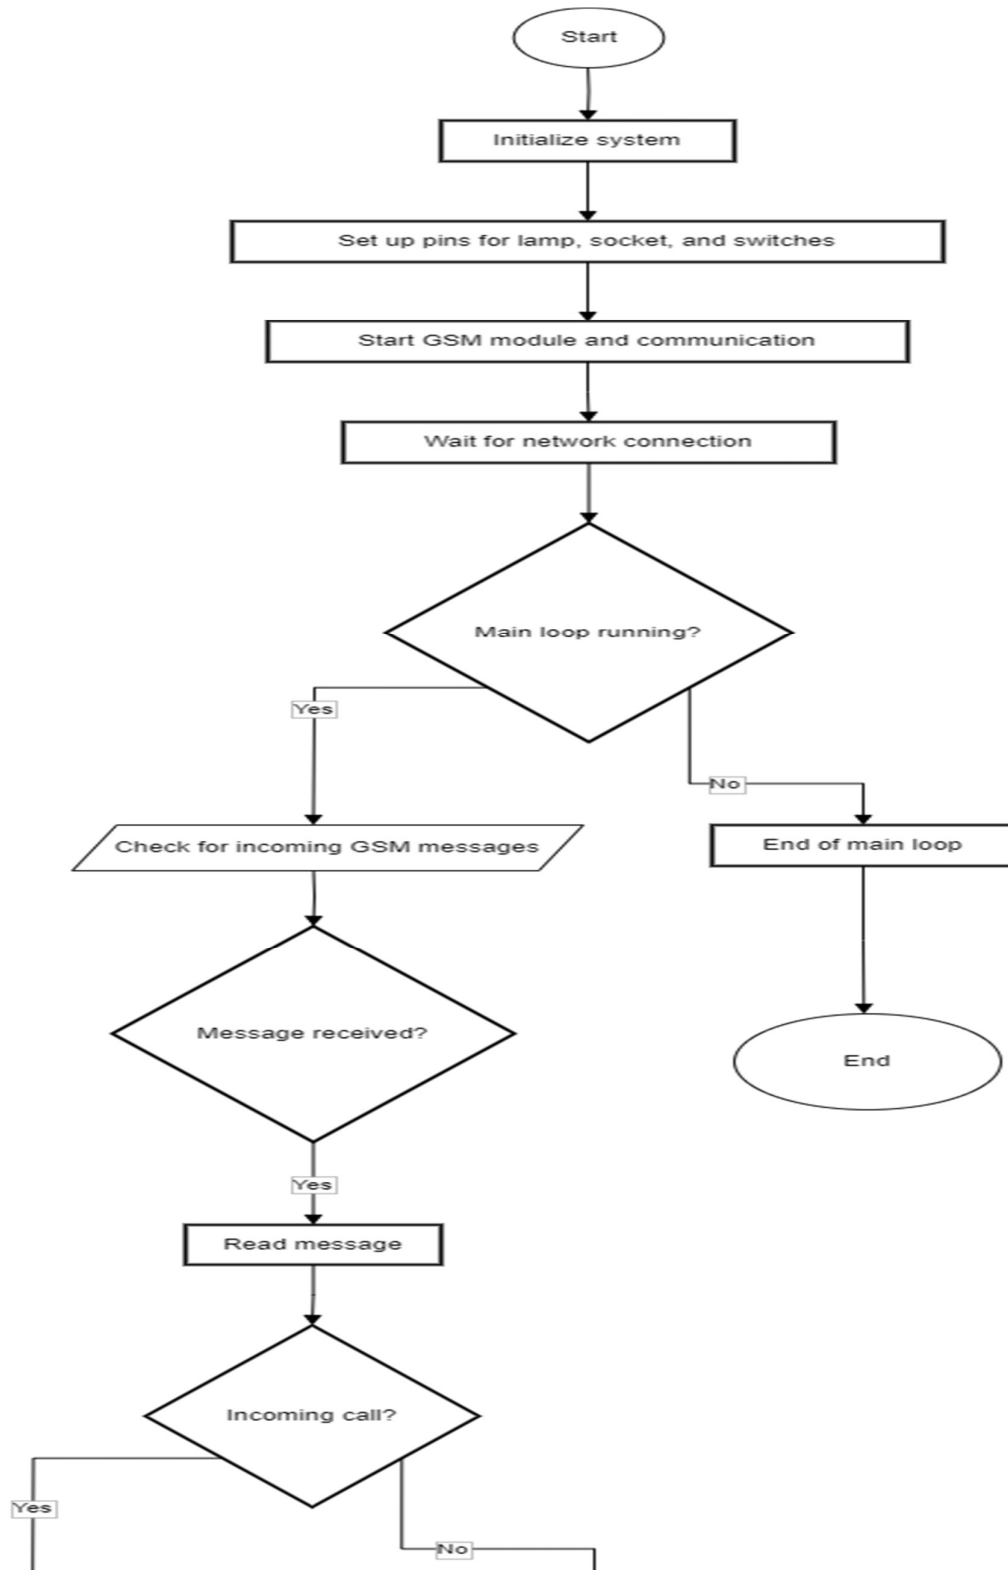 Start
Initialize system
Set up pins for lamp, socket, and switches
Start GSM module and communication
Wait for network connection
Main loop running?
Yes
No
Check for incoming GSM messages
End of main loop
Message received?
End
Yes
Read message
Incoming call?
Yes
No